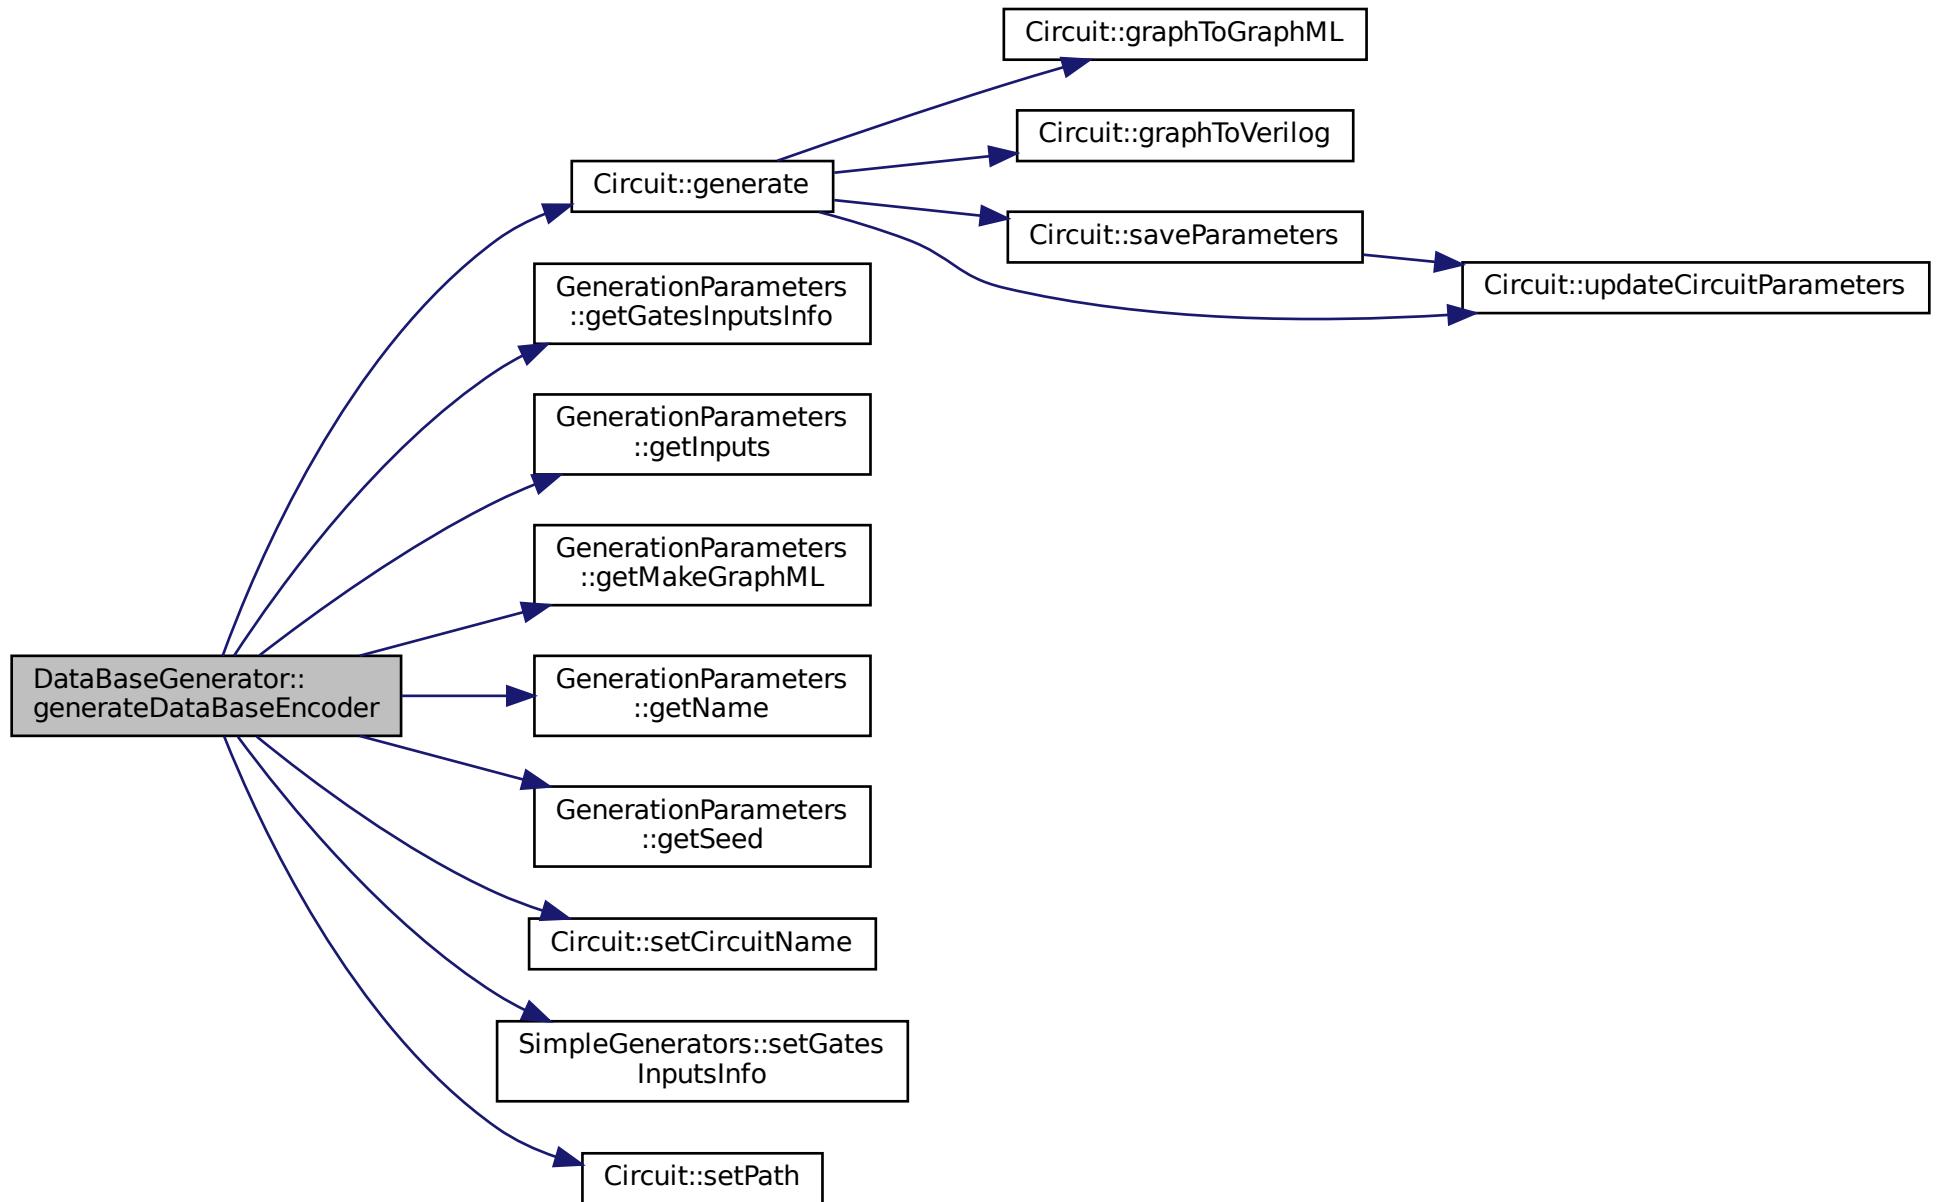 Circuit::graphToGraphML
Circuit::graphToVerilog
Circuit::generate
Circuit::saveParameters
Circuit::updateCircuitParameters
GenerationParameters
::getGatesInputsInfo
GenerationParameters
::getInputs
GenerationParameters
::getMakeGraphML
DataBaseGenerator::
generateDataBaseEncoder
GenerationParameters
::getName
GenerationParameters
::getSeed
Circuit::setCircuitName
SimpleGenerators::setGates
InputsInfo
Circuit::setPath